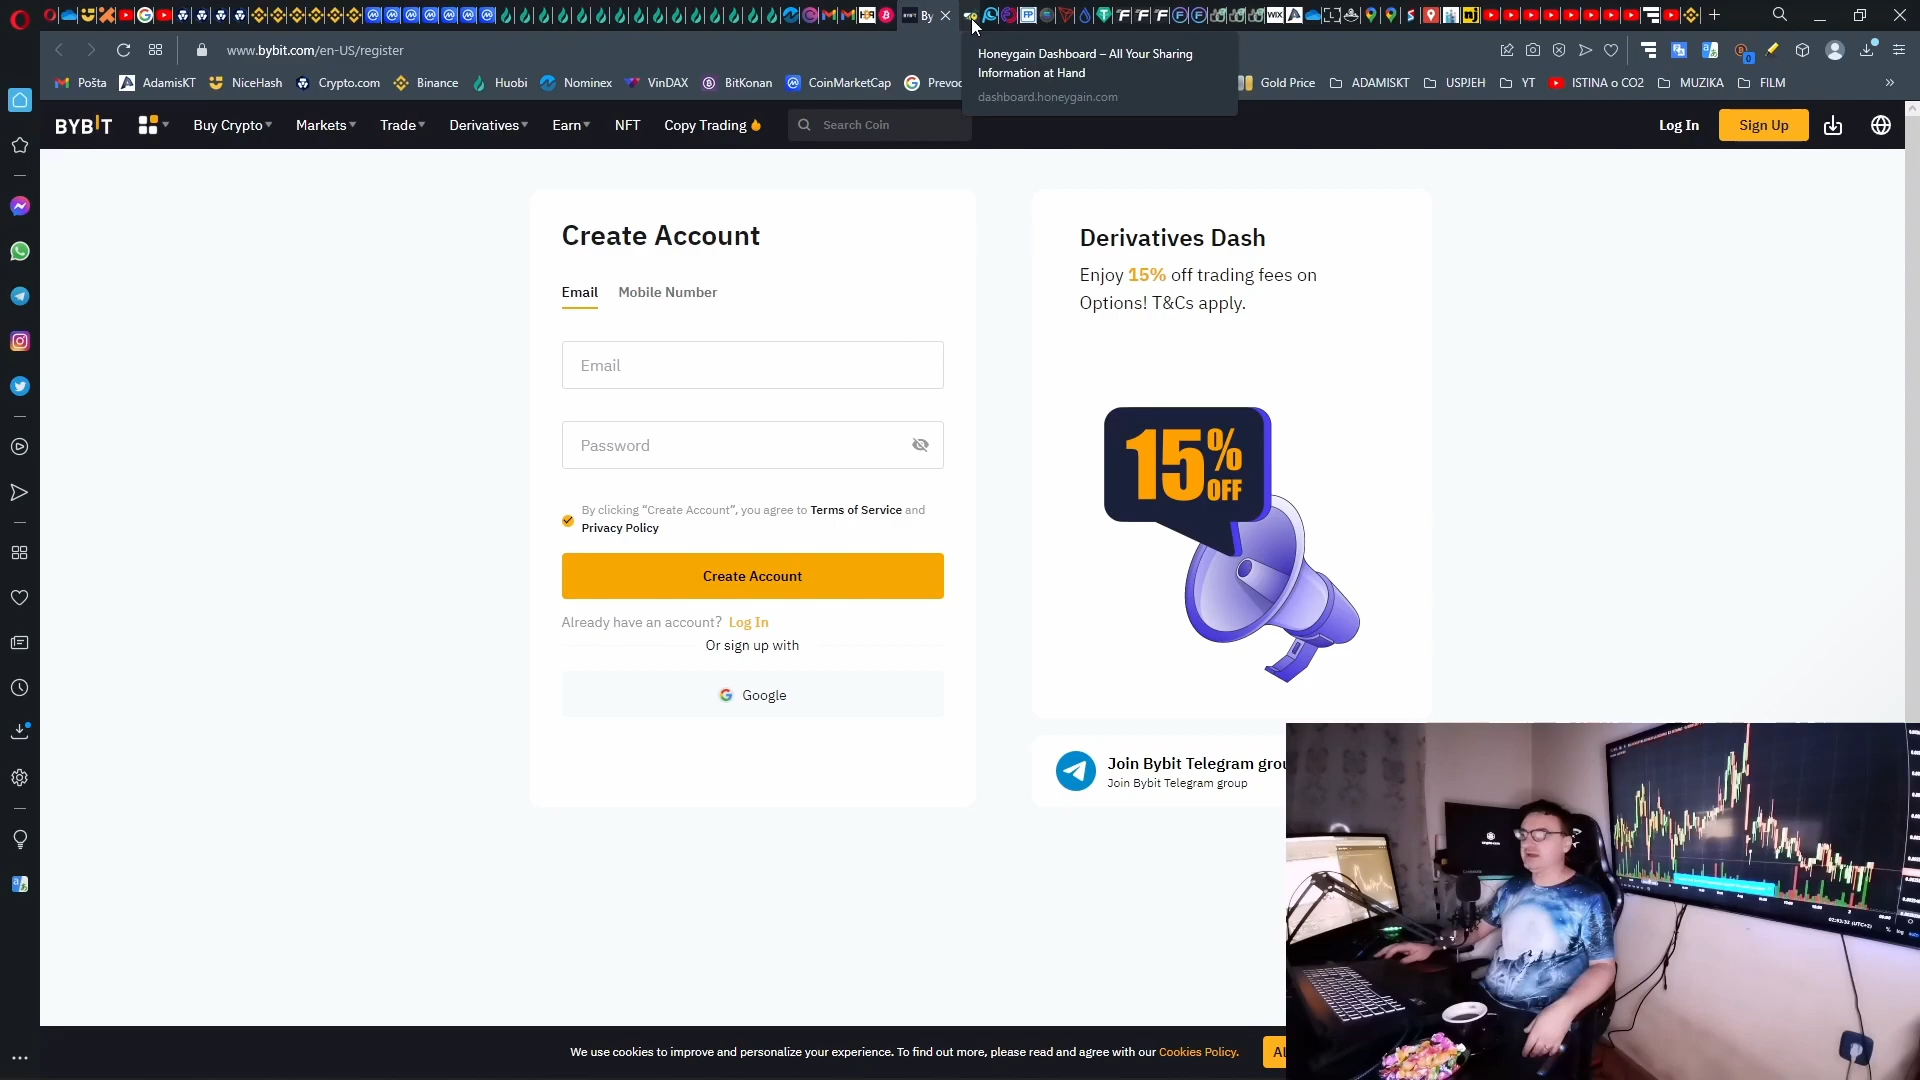 By
www.bybit.com/en-US/register
Honeygain Dashboard – All Your Sharing
Information at Hand
dashboard.honeygain.com
Pošta
AdamisKT
NiceHash
Crypto.com
Binance
Huobi
Nominex
VinDAX
BitKonan
CoinMarketCap
Prevoc
Gold Price
ADAMISKT
USPJEH
YT
ISTINA o CO2
MUZIKA
FILM
BYBIT
Buy Crypto
Markets
Trade
Derivatives
Earn
NFT
Copy Trading
Search Coin
Log In
Sign Up
Create Account
Email Mobile Number
Email
Password
By clicking “Create Account”, you agree to Terms of Service and
Privacy Policy
Create Account
Already have an account? Log In
Or sign up with
Google
Derivatives Dash
Enjoy 15% off trading fees on
Options! T&Cs apply.
15%
OFF
Join Bybit Telegram grou
Join Bybit Telegram group
We use cookies to improve and personalize your experience. To find out more, please read and agree with our Cookies Policy.
Al